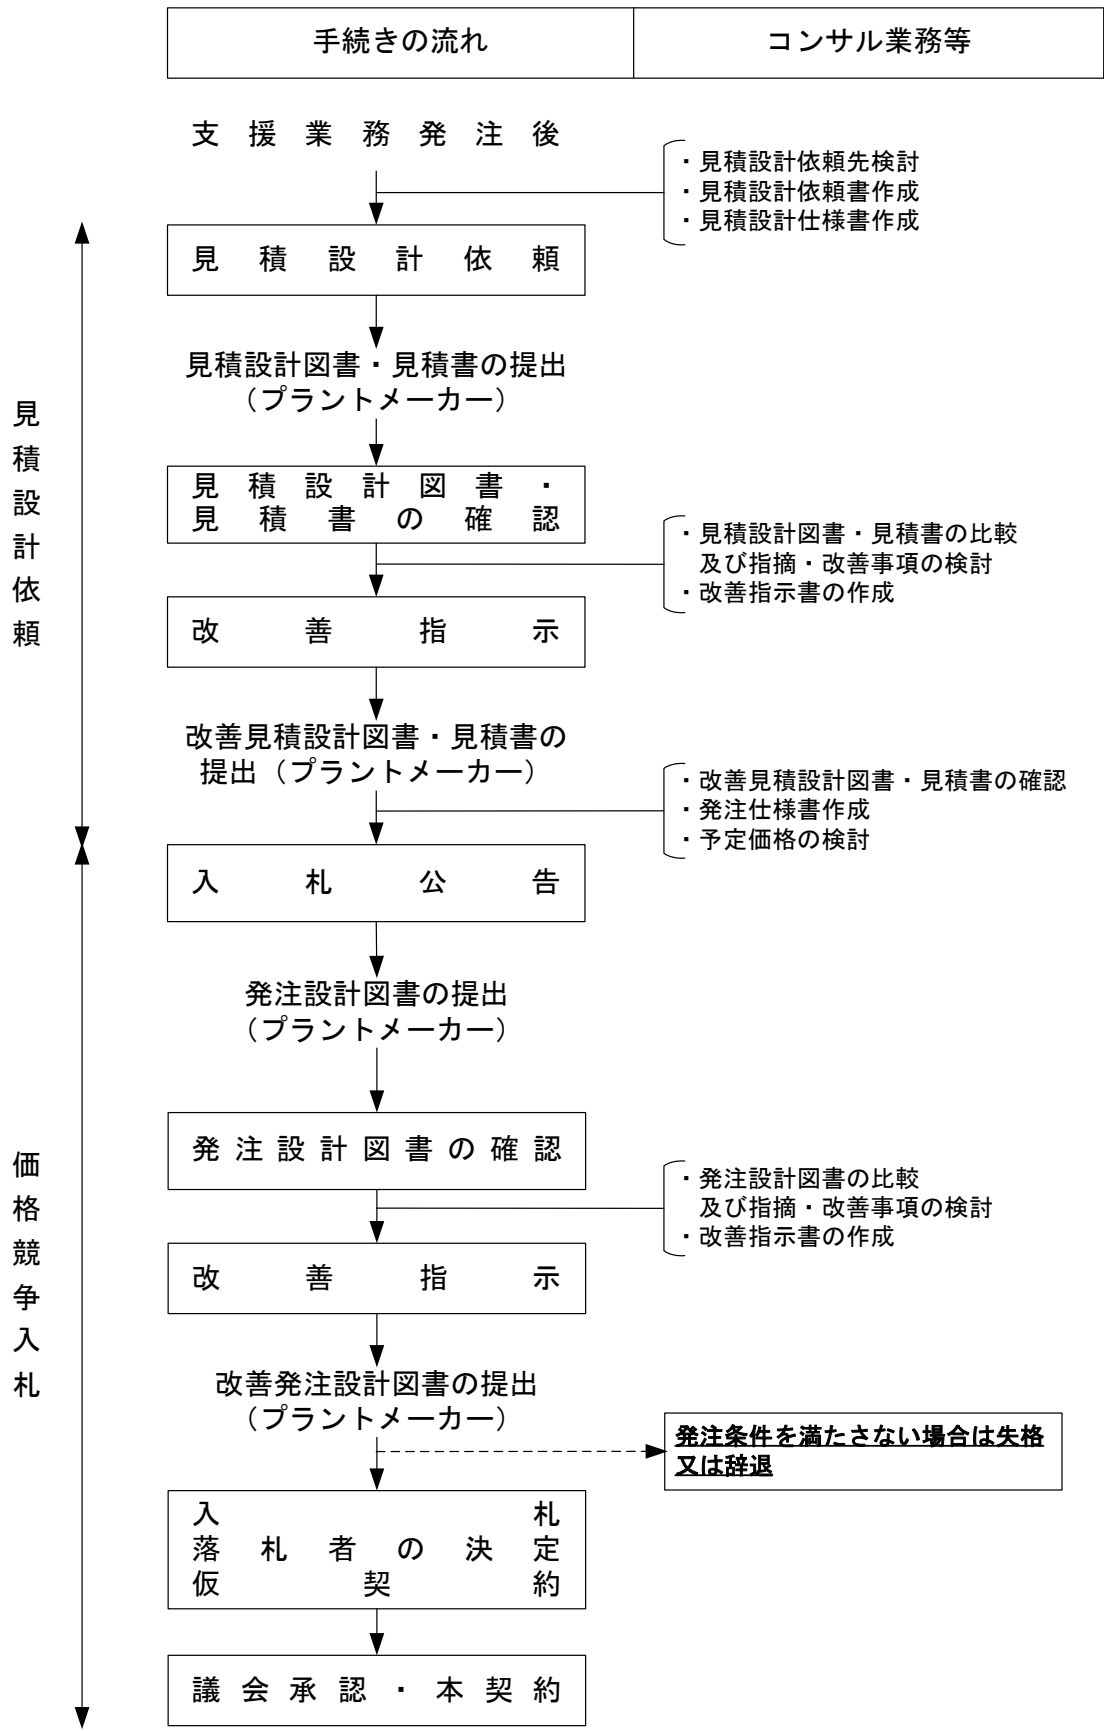 手続きの流れ
コンサル業務等
支援業務発注後
・見積設計依頼先検討
・見積設計依頼書作成
・見積設計仕様書作成
見積設計依頼
見積設計依頼
見積設計図書・見積書の提出
（プラントメーカー）
見積設計図書・
見積書の確認
・見積設計図書・見積書の比較
及び指摘・改善事項の検討
・改善指示書の作成
改善指示
改善見積設計図書・見積書の
提出（プラントメーカー）
・改善見積設計図書・見積書の確認
・発注仕様書作成
・予定価格の検討
価格競争入札
入札公告
発注設計図書の提出
（プラントメーカー）
発注設計図書の確認
・発注設計図書の比較
及び指摘・改善事項の検討
・改善指示書の作成
改善指示
改善発注設計図書の提出
（プラントメーカー）
発注条件を満たさない場合は失格
又は辞退
入札
落札者の決定
仮契約
議会承認・本契約